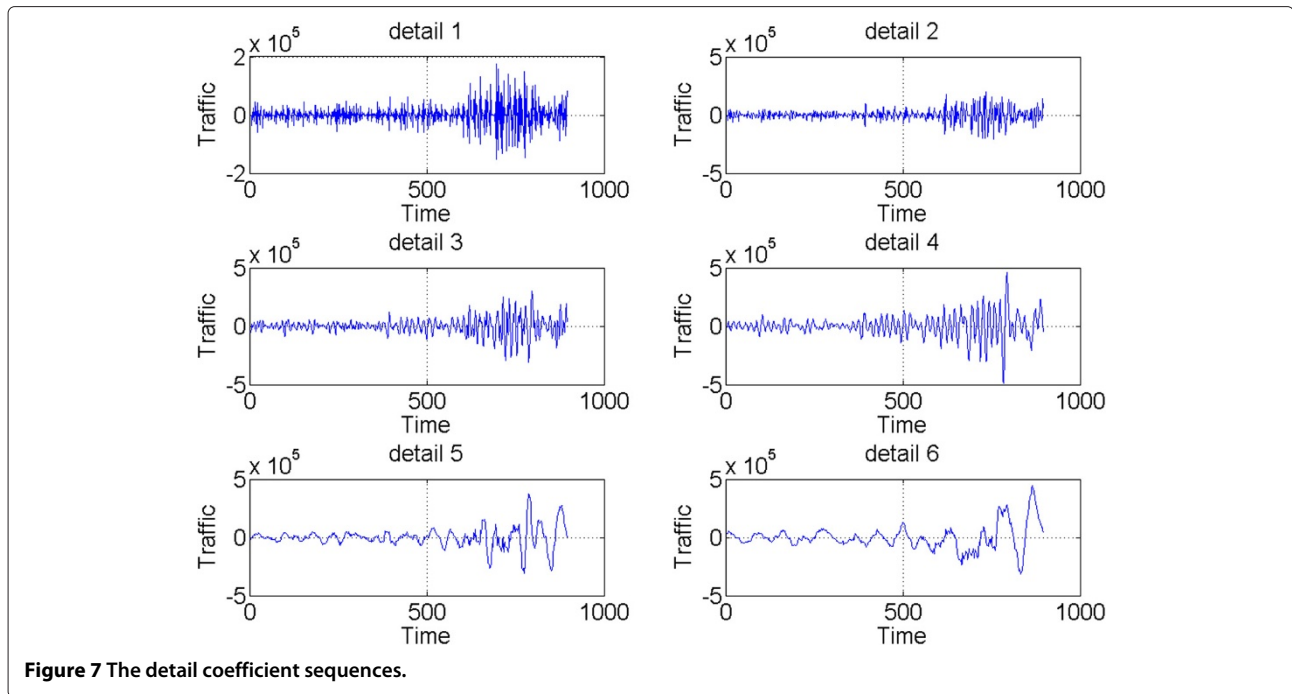 detail 1
x 10^5
2
0
-2
Traffic
0 500 1000
Time
detail 2
x 10^5
5
0
-5
Traffic
0 500 1000
Time
detail 3
x 10^5
5
0
-5
Traffic
0 500 1000
Time
detail 4
x 10^5
5
0
-5
Traffic
0 500 1000
Time
detail 5
x 10^5
5
0
-5
Traffic
0 500 1000
Time
detail 6
x 10^5
5
0
-5
Traffic
0 500 1000
Time
Figure 7 The detail coefficient sequences.